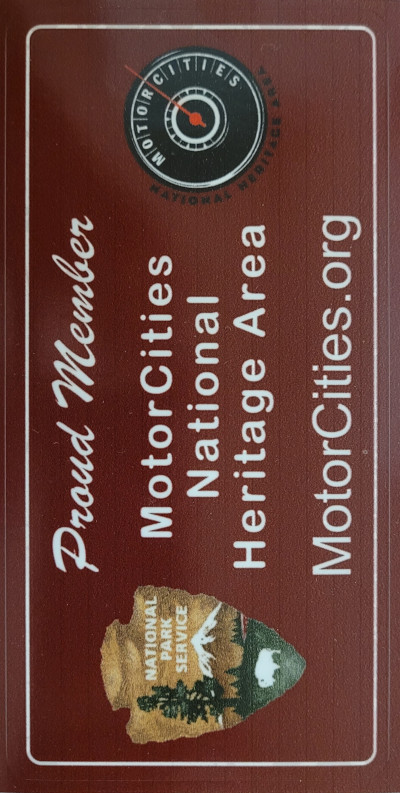 Proud Member
MotorCities
National
Heritage Area
MotorCities.org
NATIONAL
PARK
SERVICE
MOTORCITIES
NATIONAL HERITAGE AREA